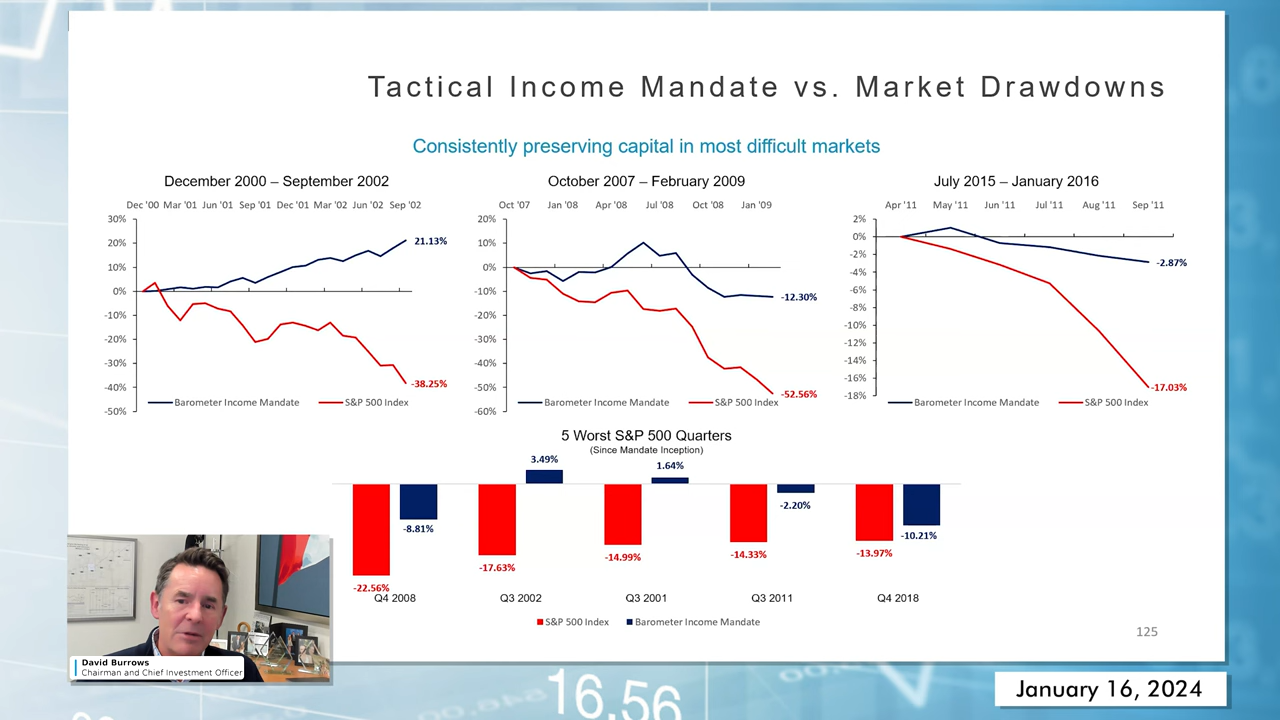 Tactical Income Mandate vs. Market Drawdowns
Consistently preserving capital in most difficult markets
December 2000 – September 2002
Dec '00 Mar '01 Jun '01 Sep '01 Dec '01 Mar '02 Jun '02 Sep '02
30%
20%
10%
0%
-10%
-20%
-30%
-40%
-50%
21.13%
-38.25%
Barometer Income Mandate
S&P 500 Index
October 2007 – February 2009
Oct '07 Jan '08 Apr '08 Jul '08 Oct '08 Jan '09
20%
10%
0%
-10%
-20%
-30%
-40%
-50%
-60%
-12.30%
-52.56%
Barometer Income Mandate
S&P 500 Index
July 2015 – January 2016
Apr '11 May '11 Jun '11 Jul '11 Aug '11 Sep '11
2%
0%
-2%
-4%
-6%
-8%
-10%
-12%
-14%
-16%
-18%
-2.87%
-17.03%
Barometer Income Mandate
S&P 500 Index
5 Worst S&P 500 Quarters
(Since Mandate Inception)
3.49%
1.64%
-8.81%
-2.20%
-10.21%
-22.56%
-17.63%
-14.99%
-14.33%
-13.97%
Q4 2008
Q3 2002
Q3 2001
Q3 2011
Q4 2018
S&P 500 Index
Barometer Income Mandate
125
David Burrows
Chairman and Chief Investment Officer
January 16, 2024
16.56